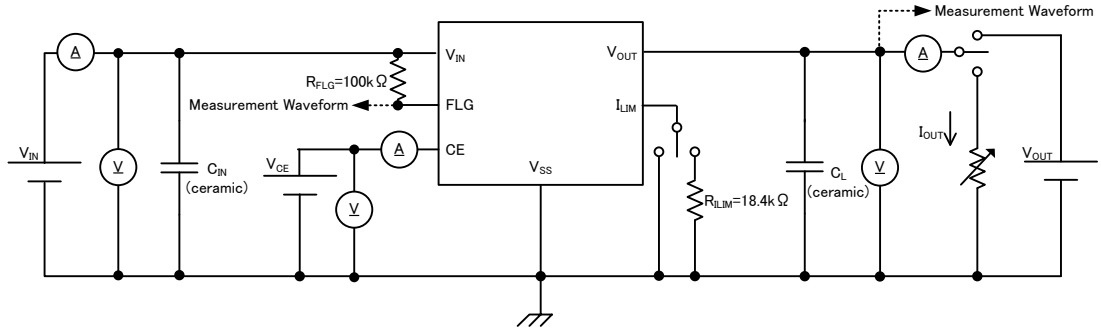 Measurement Waveform
A
A
V_IN
V_OUT
R_FLG=100kΩ
Measurement Waveform
FLG
I_LIM
I_OUT
V_IN
V
C_IN
(ceramic)
V_CE
A
CE
V_SS
V
R_ILIM=18.4kΩ
C_L
(ceramic)
V
V_OUT